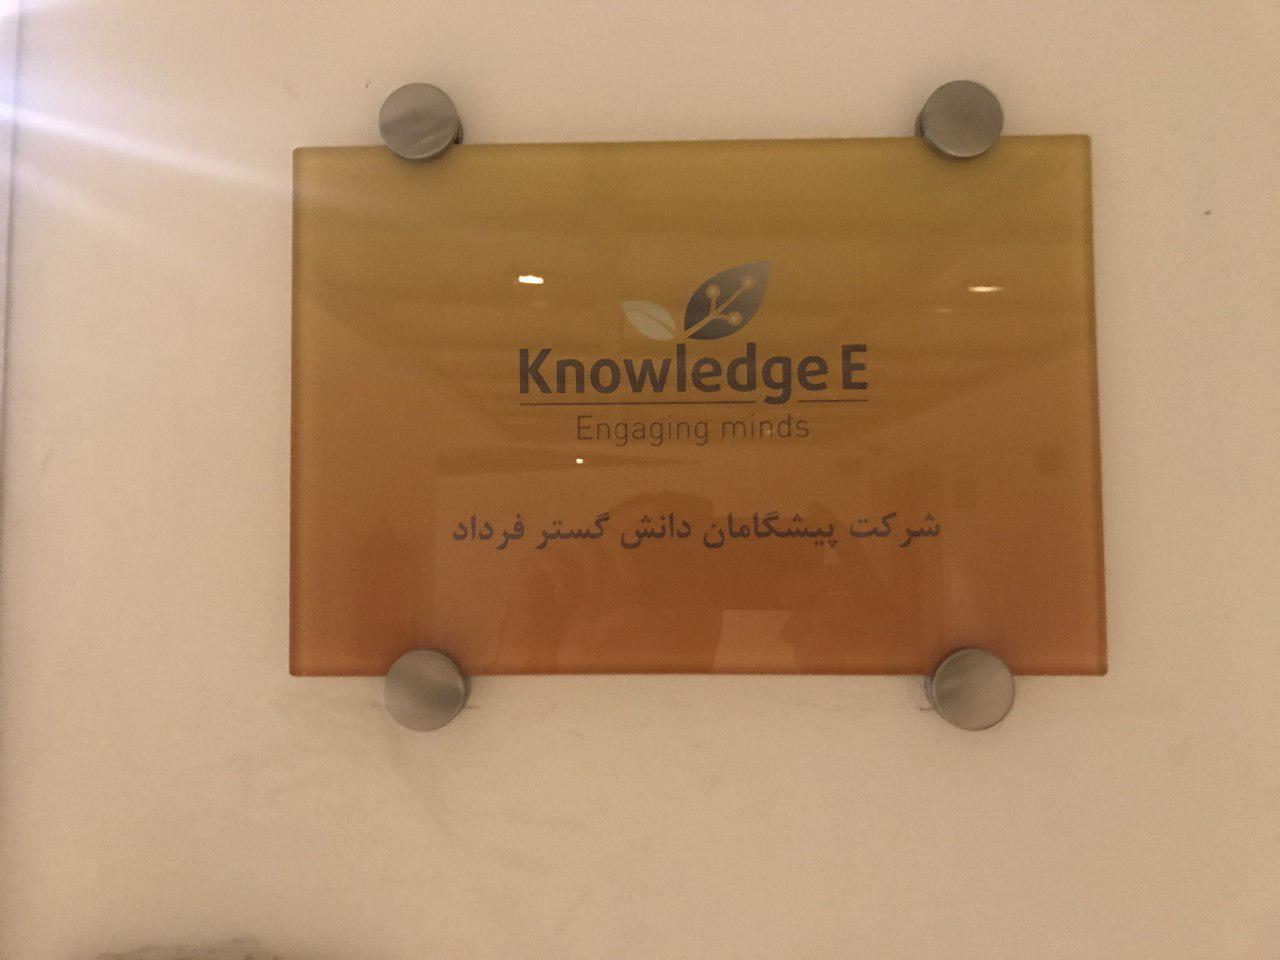 Knowledge E
Engaging minds
شرکت پیشگامان دانش گستر فرداد